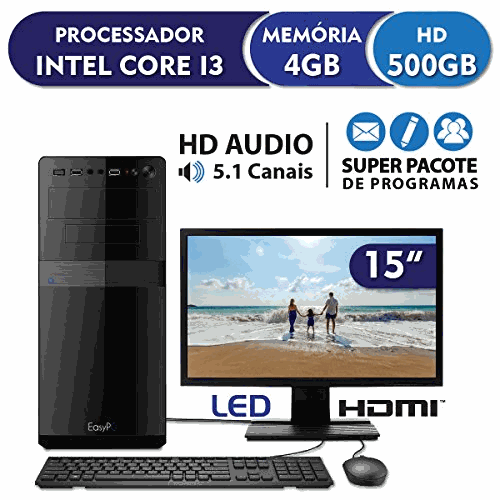 PROCESSADOR
INTEL CORE I3
MEMÓRIA
4GB
HD
500GB
HD AUDIO
5.1 Canais
SUPER PACOTE
DE PROGRAMAS
15"
LED
HDMI™
EasyPC